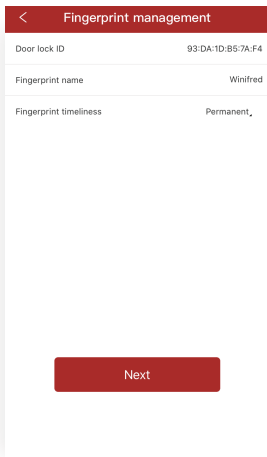 Fingerprint management
Door lock ID 93:DA:1D:B5:7A:F4
Fingerprint name Winifred
Fingerprint timeliness Permanent
Next